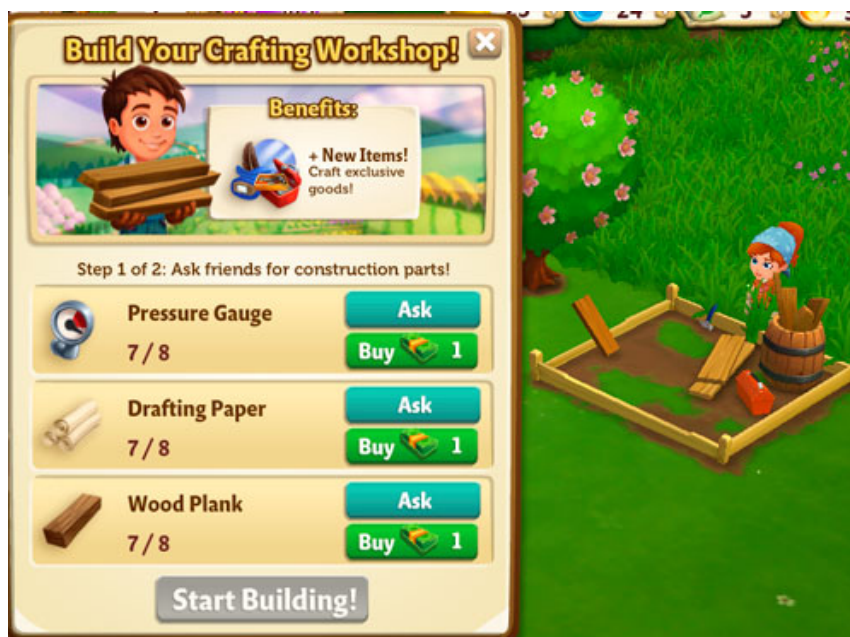 24
Build Your Crafting Workshop!
Benefits:
+ New Items!
Craft exclusive
goods!
Step 1 of 2: Ask friends for construction parts!
Pressure Gauge
Ask
7 / 8
Buy 1
Drafting Paper
Ask
7 / 8
Buy 1
Wood Plank
Ask
7 / 8
Buy 1
Start Building!